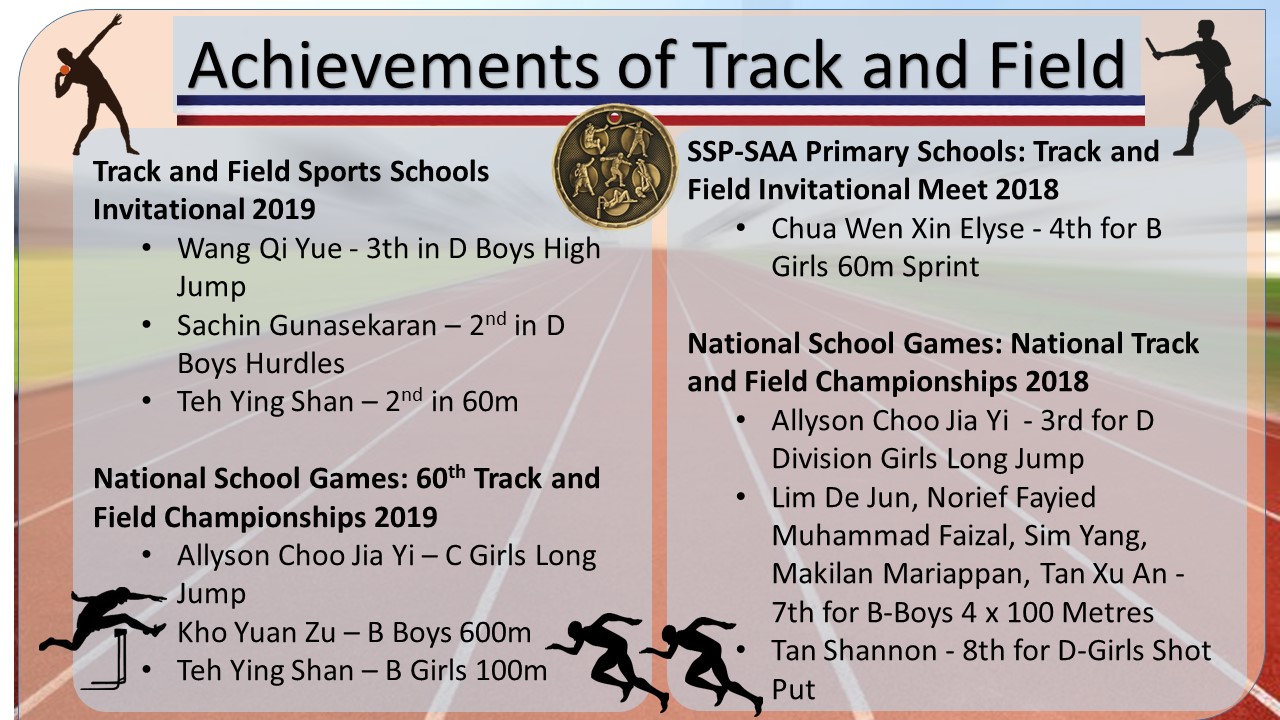 Achievements of Track and Field
Track and Field Sports Schools
Invitational 2019
• Wang Qi Yue - 3th in D Boys High
Jump
• Sachin Gunasekaran – 2nd in D
Boys Hurdles
• Teh Ying Shan – 2nd in 60m
National School Games: 60th Track and
Field Championships 2019
• Allyson Choo Jia Yi – C Girls Long
Jump
Kho Yuan Zu – B Boys 600m
• Teh Ying Shan – B Girls 100m
SSP-SAA Primary Schools: Track and
Field Invitational Meet 2018
• Chua Wen Xin Elyse - 4th for B
Girls 60m Sprint
National School Games: National Track
and Field Championships 2018
• Allyson Choo Jia Yi  - 3rd for D
Division Girls Long Jump
• Lim De Jun, Norief Fayied
Muhammad Faizal, Sim Yang,
Makilan Mariappan, Tan Xu An -
7th for B-Boys 4 x 100 Metres
• Tan Shannon - 8th for D-Girls Shot
Put